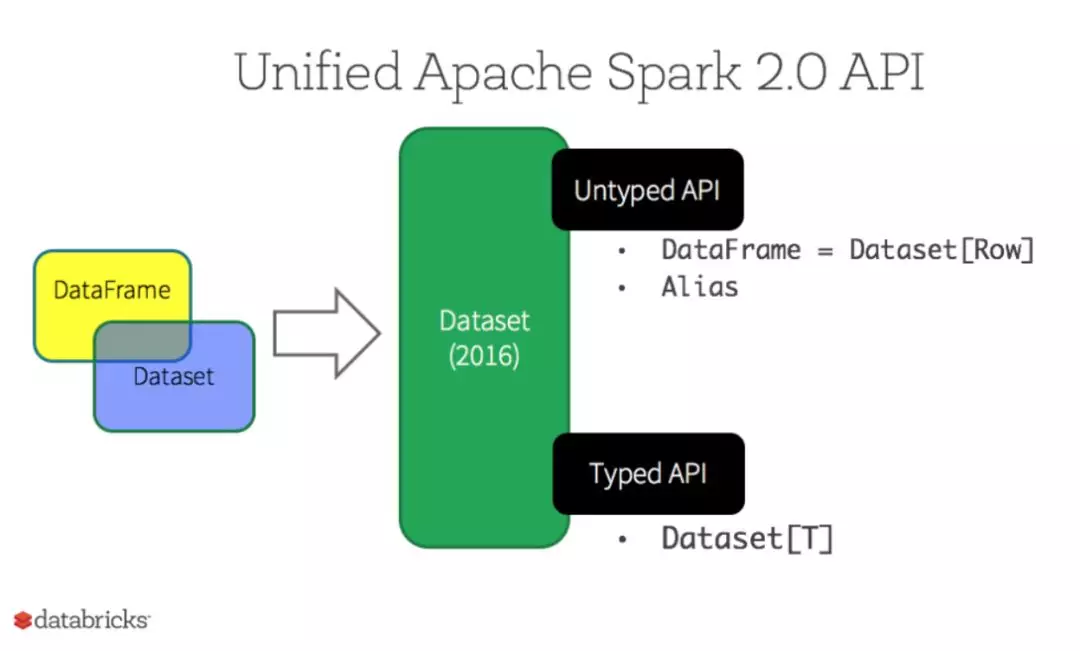 Unified Apache Spark 2.0 API
DataFrame
Dataset
Dataset
(2016)
Untyped API
• DataFrame = Dataset[Row]
• Alias
Typed API
• Dataset[T]
databricks